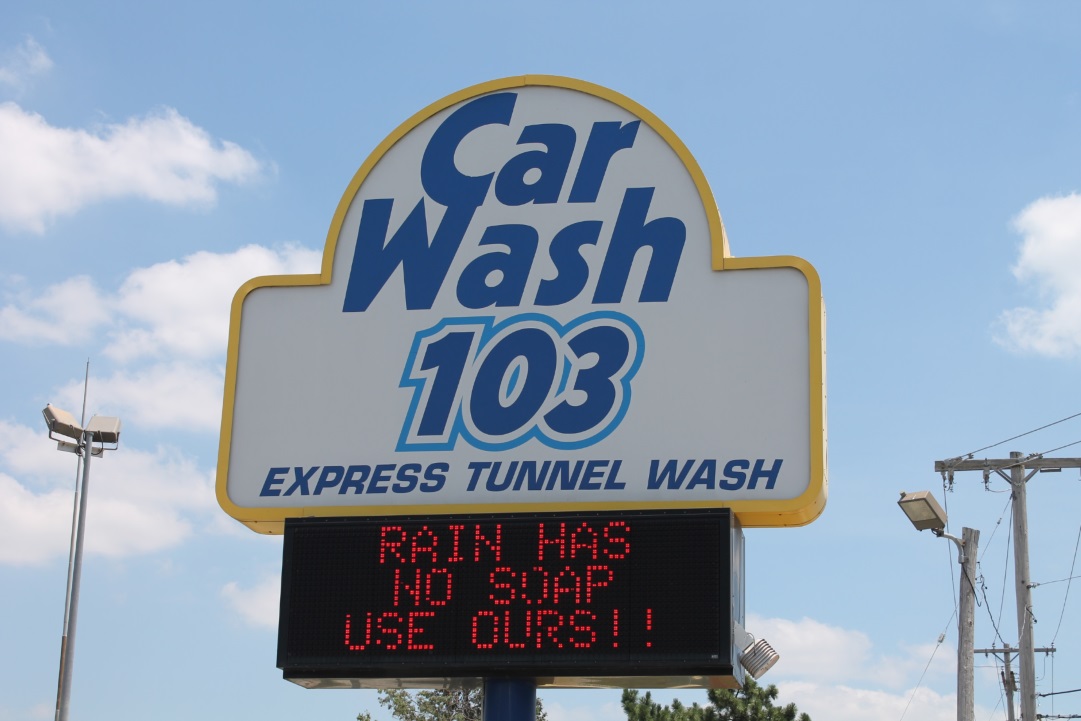 Car
Wash
103
EXPRESS TUNNEL WASH
RAIN HAS
NO SOAP
USE OURS!!